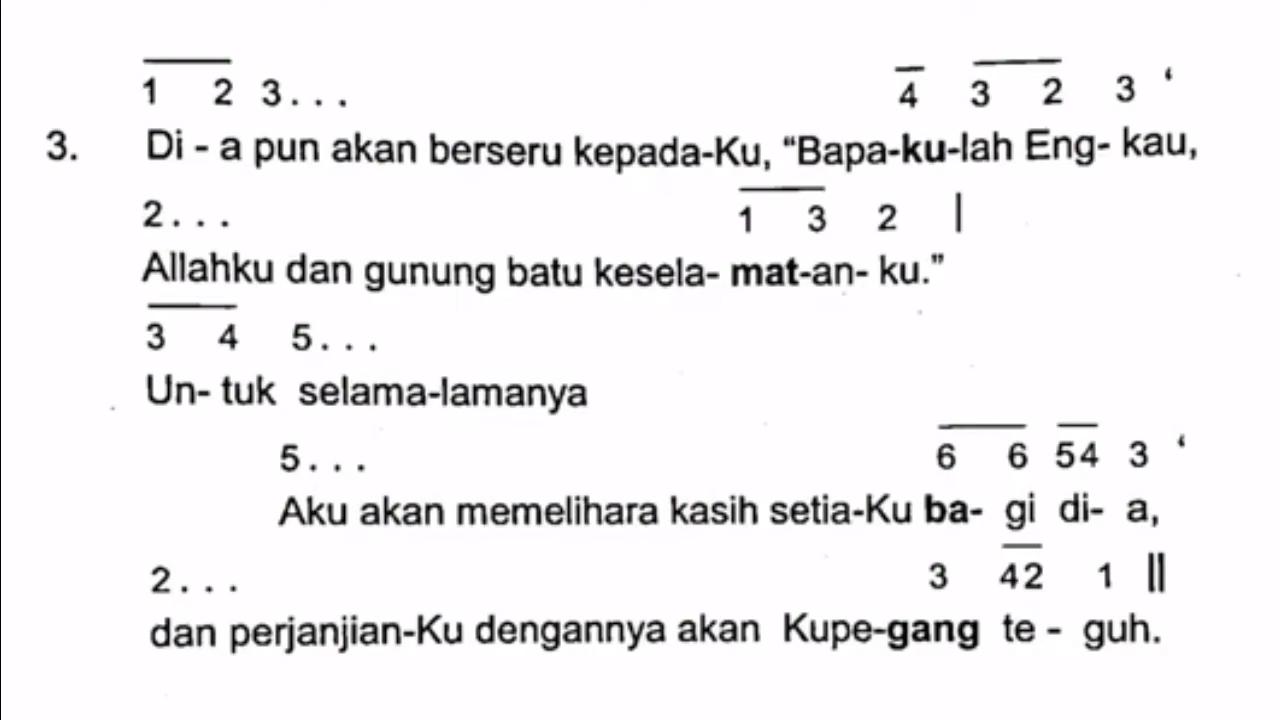 1 2 3... 4 3 2 3 ‘
3. Di - a pun akan berseru kepada-Ku, “Bapa-ku-lah Eng- kau,
2... 1 3 2 |
Allahku dan gunung batu kesela- mat-an- ku.”
3 4 5...
Un- tuk selama-lamanya
5... 6 6 54 3 ‘
Aku akan memelihara kasih setia-Ku ba- gi di- a,
2... 3 42 1 ||
dan perjanjian-Ku dengannya akan Kupe-gang te - guh.